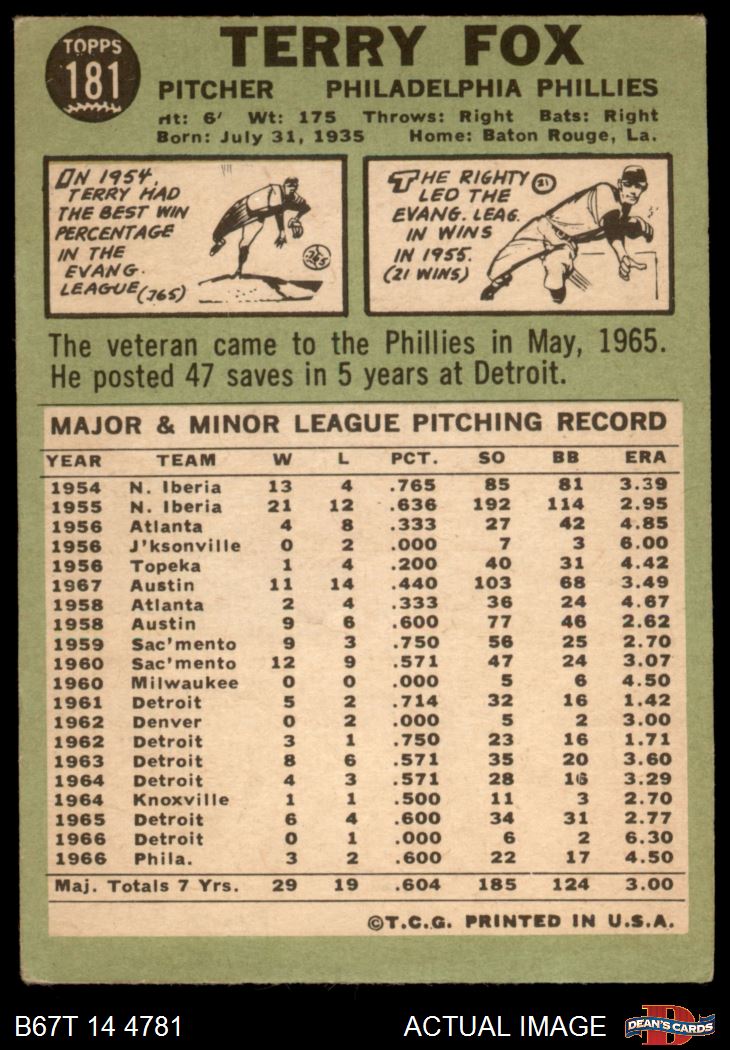 TOPPS
181
TERRY FOX
PITCHER PHILADELPHIA PHILLIES
Ht: 6' Wt: 175 Throws: Right Bats: Right
Born: July 31, 1935 Home: Baton Rouge, La.
IN 1954,
TERRY HAD
THE BEST WIN
PERCENTAGE
IN THE
EVANG.
LEAGUE (.765)
.765
THE RIGHTY
LED THE
EVANG. LEAG.
IN WINS
IN 1955.
(21 WINS)
21
The veteran came to the Phillies in May, 1965.
He posted 47 saves in 5 years at Detroit.
MAJOR & MINOR LEAGUE PITCHING RECORD
YEAR TEAM W L PCT. SO BB ERA
1954 N. Iberia 13 4 .765 85 81 3.39
1955 N. Iberia 21 12 .636 192 114 2.95
1956 Atlanta 4 8 .333 27 42 4.85
1956 J'ksonville 0 2 .000 7 3 6.00
1956 Topeka 1 4 .200 40 31 4.42
1967 Austin 11 14 .440 103 68 3.49
1958 Atlanta 2 4 .333 36 24 4.67
1958 Austin 9 6 .600 77 46 2.62
1959 Sac'mento 9 3 .750 56 25 2.70
1960 Sac'mento 12 9 .571 47 24 3.07
1960 Milwaukee 0 0 .000 5 6 4.50
1961 Detroit 5 2 .714 32 16 1.42
1962 Denver 0 2 .000 5 2 3.00
1962 Detroit 3 1 .750 23 16 1.71
1963 Detroit 8 6 .571 35 20 3.60
1964 Detroit 4 3 .571 28 16 3.29
1964 Knoxville 1 1 .500 11 3 2.70
1965 Detroit 6 4 .600 34 31 2.77
1966 Detroit 0 1 .000 6 2 6.30
1966 Phila. 3 2 .600 22 17 4.50
Maj. Totals 7 Yrs. 29 19 .604 185 124 3.00
©T.C.G. PRINTED IN U.S.A.
B67T 14 4781 ACTUAL IMAGE
D
DEAN'S CARDS